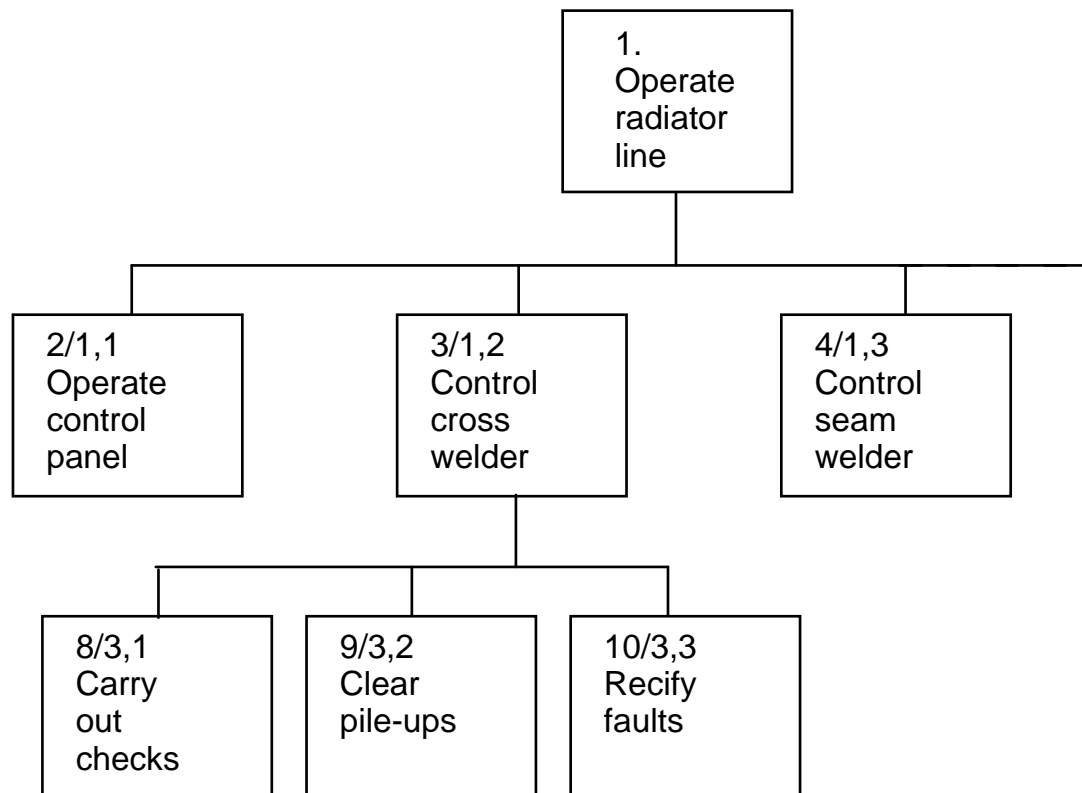 1.
Operate
radiator
line
2/1,1
Operate
control
panel
3/1,2
Control
cross
welder
4/1,3
Control
seam
welder
8/3,1
Carry
out
checks
9/3,2
Clear
pile-ups
10/3,3
Recify
faults